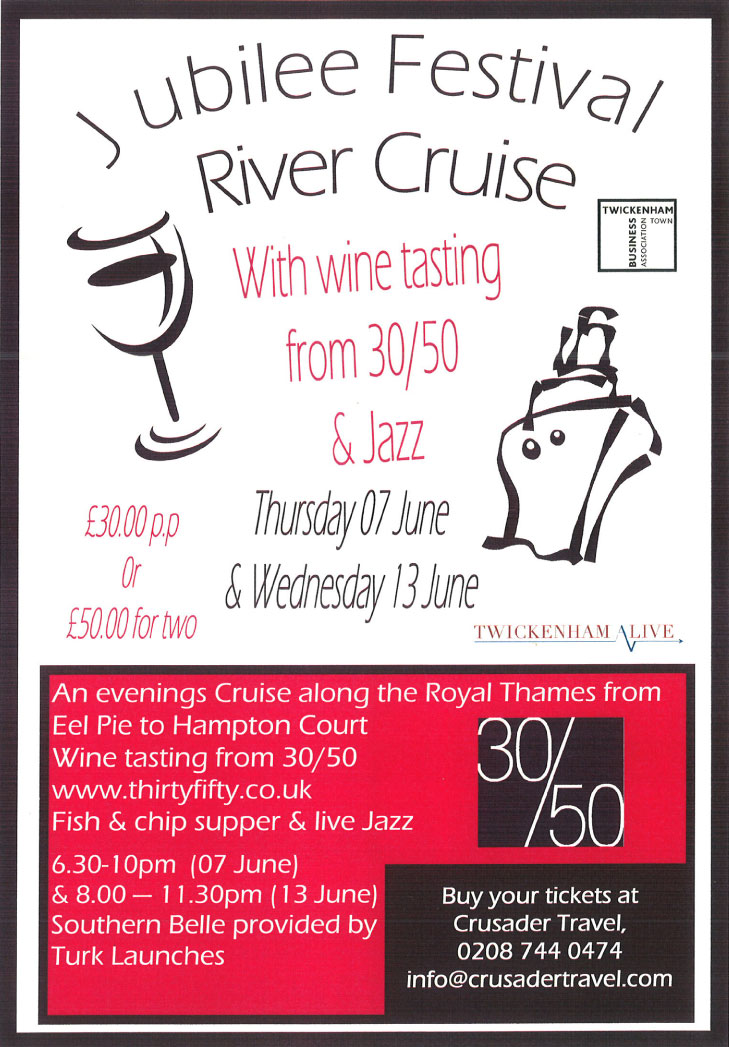 Jubilee Festival
River Cruise
TWICKENHAM
TOWN
BUSINESS
ASSOCIATION
With wine tasting
from 30/50
& Jazz
£30.00 p.p
Or
£50.00 for two
Thursday 07 June
& Wednesday 13 June
TWICKENHAM ALIVE
An evenings Cruise along the Royal Thames from
Eel Pie to Hampton Court
Wine tasting from 30/50
www.thirtyfifty.co.uk
Fish & chip supper & live Jazz
30/50
6.30-10pm (07 June)
& 8.00 — 11.30pm (13 June)
Southern Belle provided by
Turk Launches
Buy your tickets at
Crusader Travel,
0208 744 0474
info@crusadertravel.com